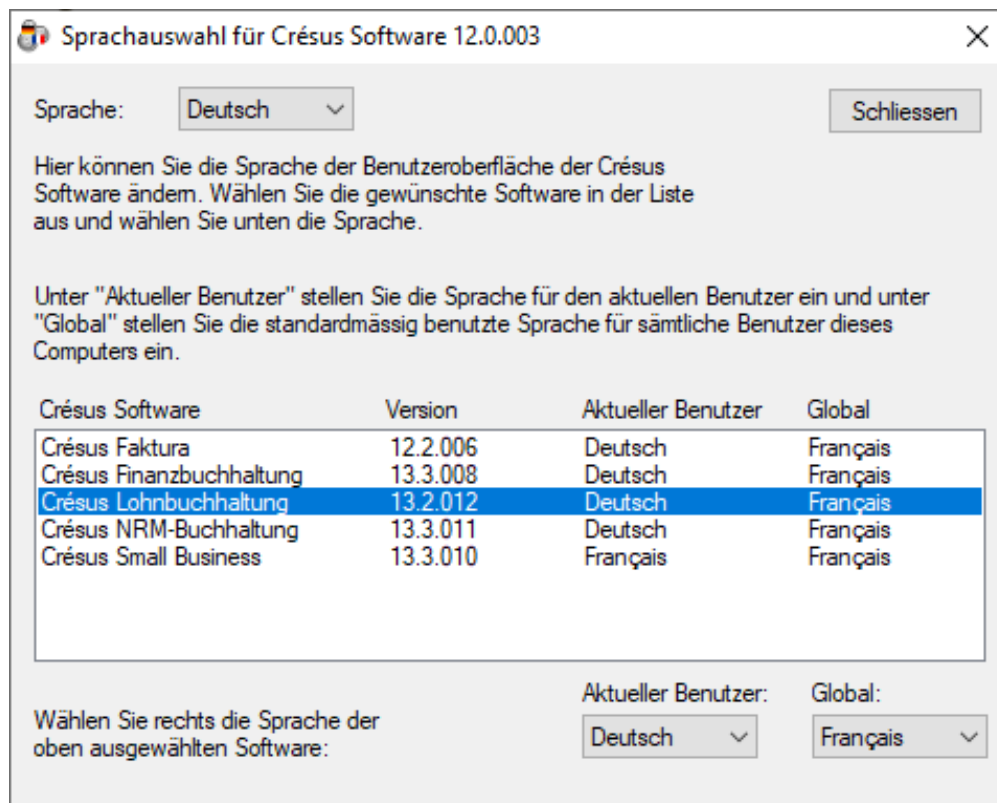 Sprachauswahl für Crésus Software 12.0.003
Sprache: Deutsch Schliessen
Hier können Sie die Sprache der Benutzeroberfläche der Crésus
Software ändern. Wählen Sie die gewünschte Software in der Liste
aus und wählen Sie unten die Sprache.
Unter "Aktueller Benutzer" stellen Sie die Sprache für den aktuellen Benutzer ein und unter
"Global" stellen Sie die standardmässig benutzte Sprache für sämtliche Benutzer dieses
Computers ein.
Crésus Software Version Aktueller Benutzer Global
Crésus Faktura 12.2.006 Deutsch Français
Crésus Finanzbuchhaltung 13.3.008 Deutsch Français
Crésus Lohnbuchhaltung 13.2.012 Deutsch Français
Crésus NRM-Buchhaltung 13.3.011 Deutsch Français
Crésus Small Business 13.3.010 Français Français
Aktueller Benutzer: Global:
Wählen Sie rechts die Sprache der
oben ausgewählten Software: Deutsch Français